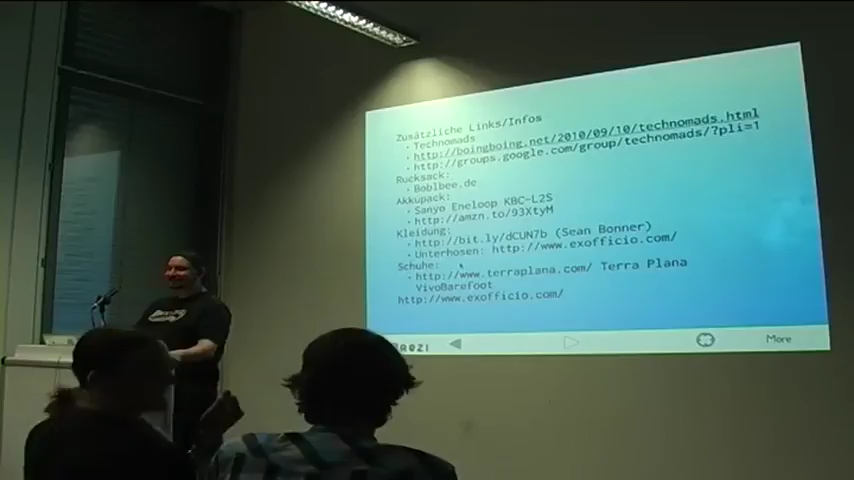 Zusätzliche Links/Infos
• Technomads
• http://boingboing.net/2010/09/10/technomads.html
• http://groups.google.com/group/technomads/?pli=1
Rucksack:
• Boblbee.de
Akkupack:
• Sanyo Eneloop KBC-L2S
• http://amzn.to/93XtyM
Kleidung:
• http://bit.ly/dCUN7b (Sean Bonner)
• Unterhosen: http://www.exofficio.com/
Schuhe:
• http://www.terraplana.com/ Terra Plana
VivoBarefoot
http://www.exofficio.com/
More